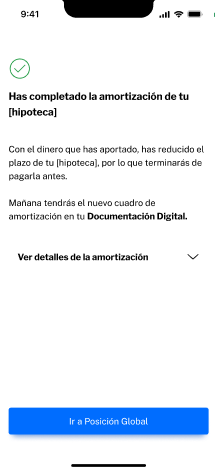 9:41
Has completado la amortización de tu
[hipoteca]
Con el dinero que has aportado, has reducido el
plazo de tu [hipoteca], por lo que terminarás de
pagarla antes.
Mañana tendrás el nuevo cuadro de
amortización en tu Documentación Digital.
Ver detalles de la amortización
Ir a Posición Global